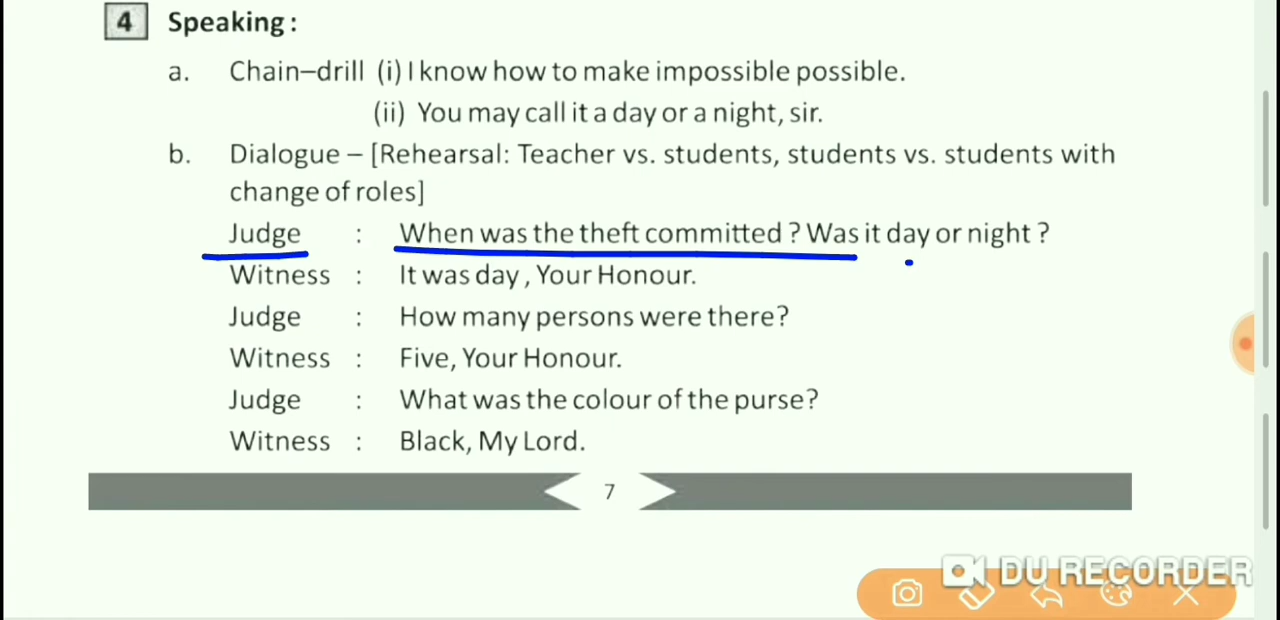 4 Speaking :
a. Chain–drill (i) I know how to make impossible possible.
(ii) You may call it a day or a night, sir.
b. Dialogue – [Rehearsal: Teacher vs. students, students vs. students with
change of roles]
Judge : When was the theft committed ? Was it day or night ?
Witness : It was day , Your Honour.
Judge : How many persons were there?
Witness : Five, Your Honour.
Judge : What was the colour of the purse?
Witness : Black, My Lord.
7
DU RECORDER